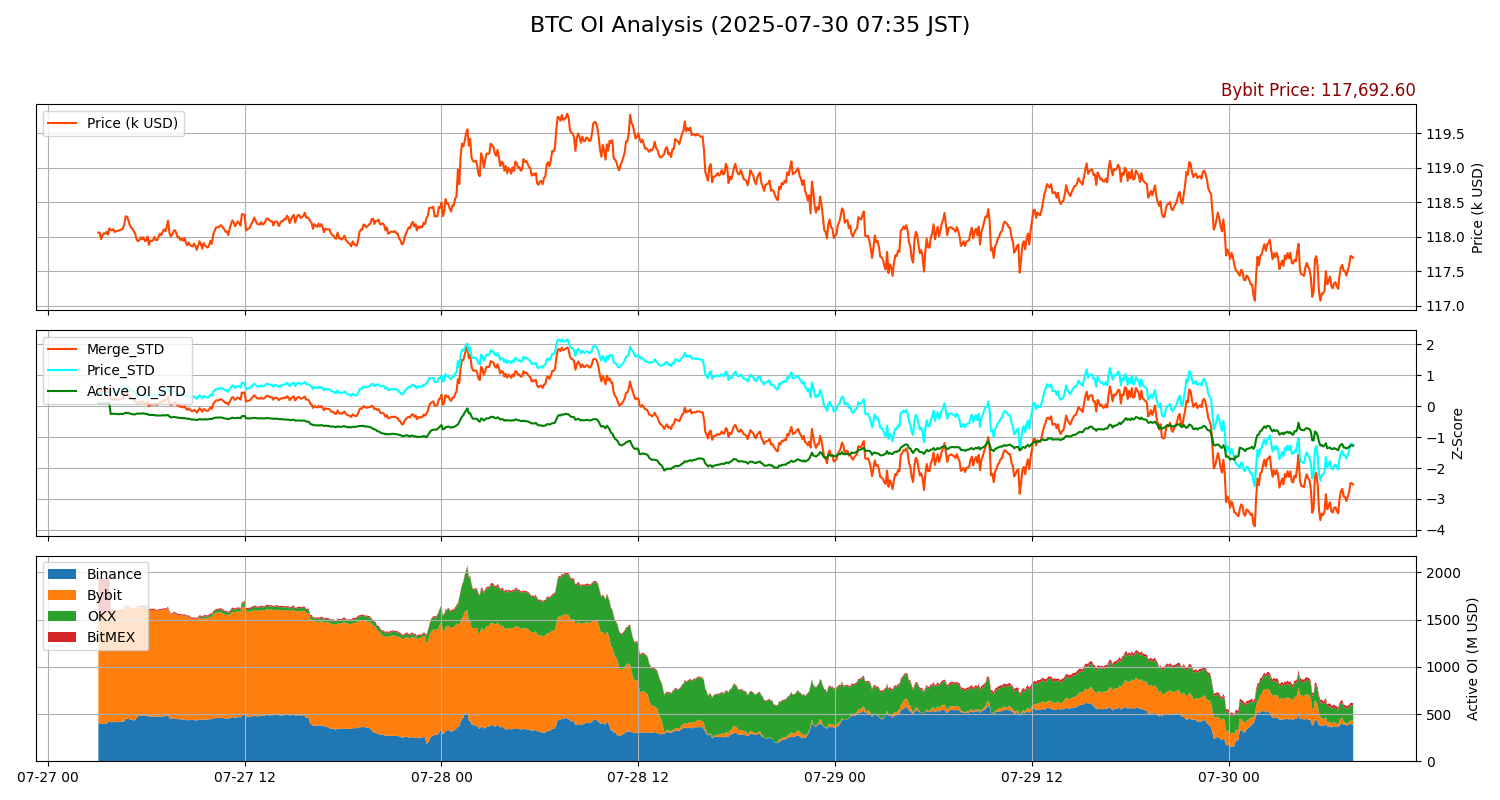 BTC OI Analysis (2025-07-30 07:35 JST)
Bybit Price: 117,692.60
Price (k USD)
119.5
119.0
118.5
118.0
117.5
117.0
Price (k USD)
Merge_STD
Price_STD
Active_OI_STD
2
1
0
−1
−2
−3
−4
Z-Score
Binance
Bybit
OKX
BitMEX
2000
1500
1000
500
0
Active OI (M USD)
07-27 00
07-27 12
07-28 00
07-28 12
07-29 00
07-29 12
07-30 00